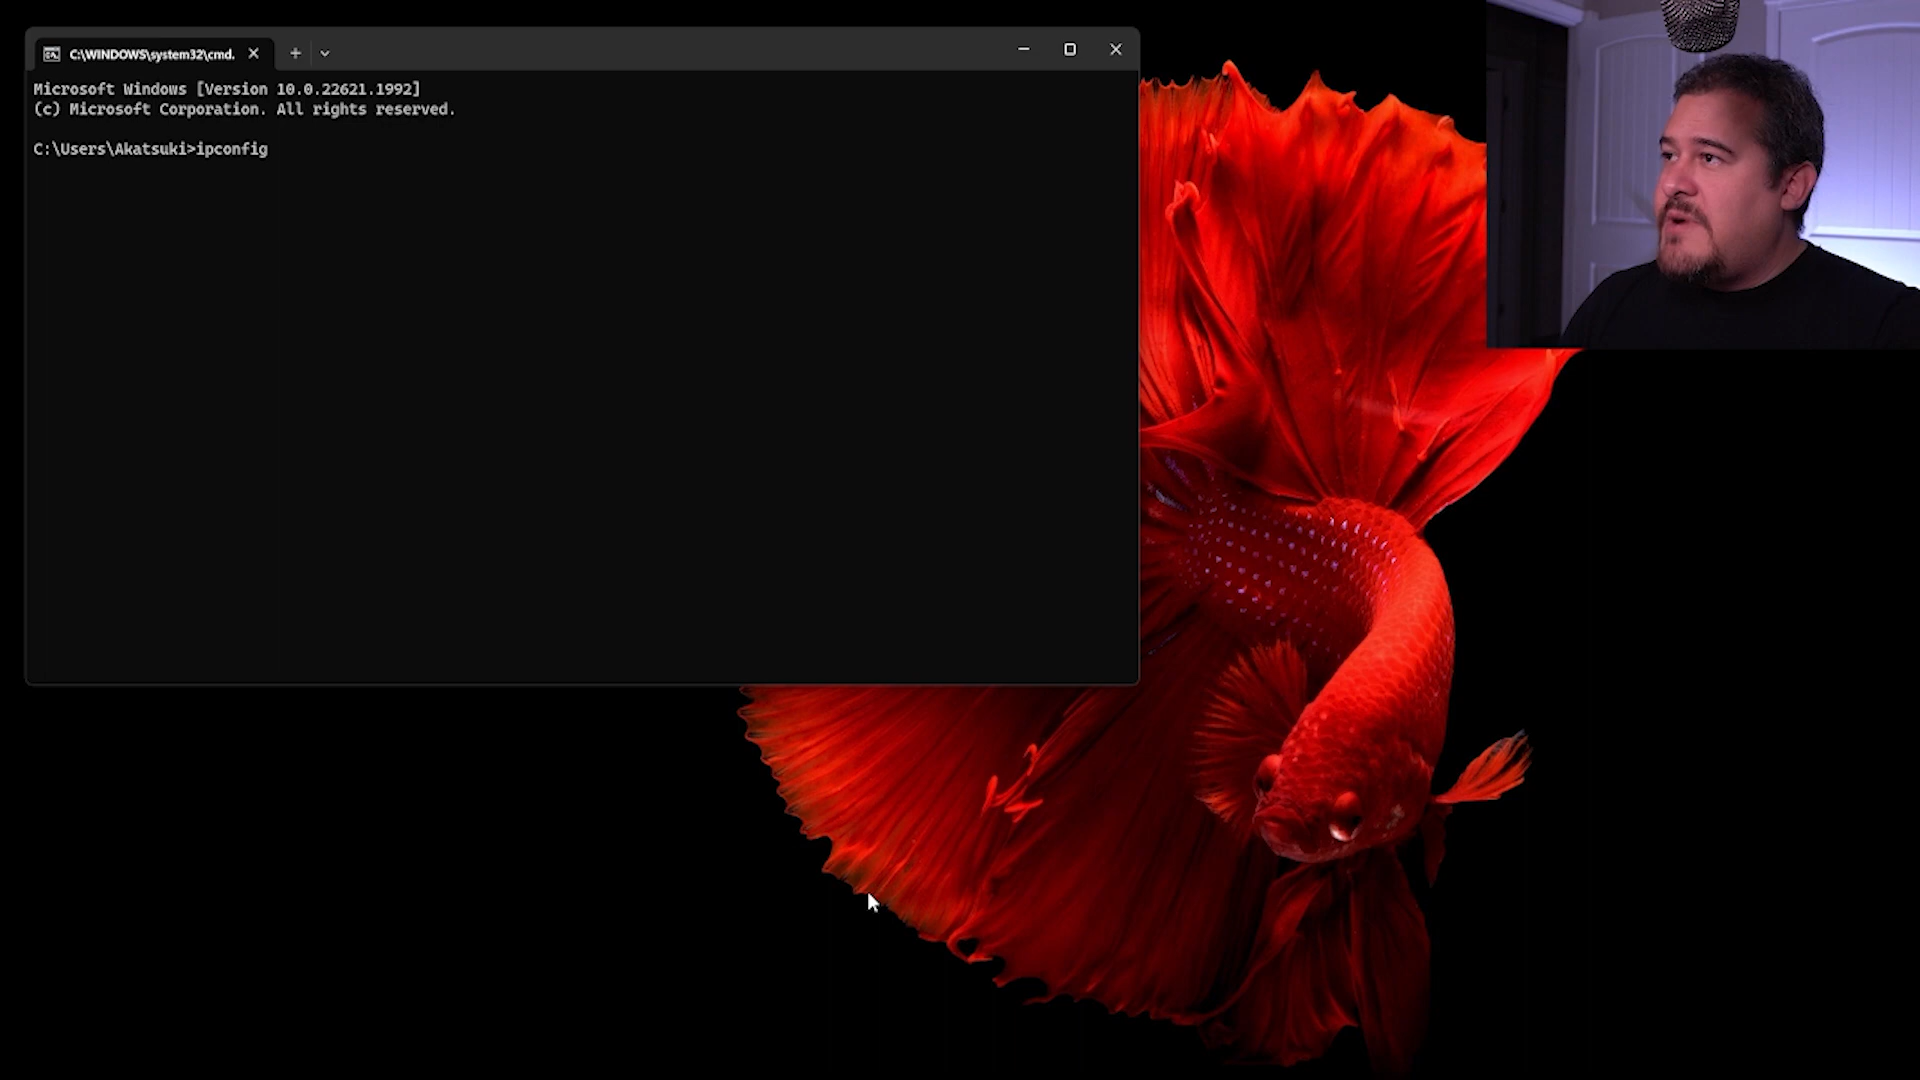 C:\WINDOWS\system32\cmd.
Microsoft Windows [Version 10.0.22621.1992]
(c) Microsoft Corporation. All rights reserved.
C:\Users\Akatsuki>ipconfig